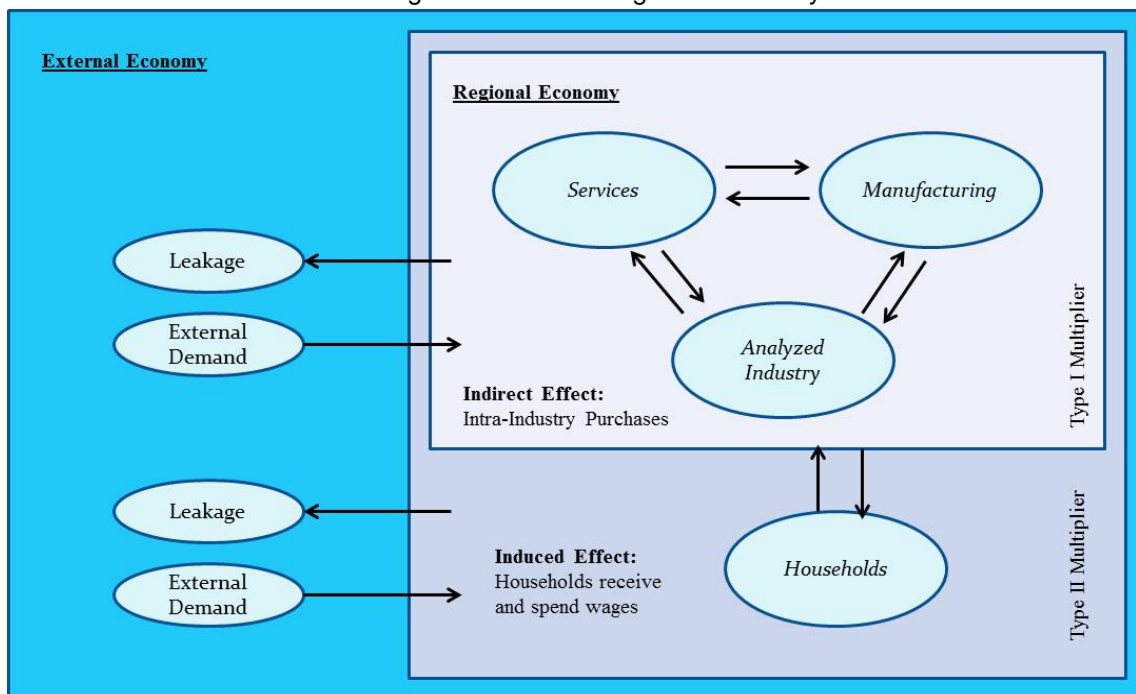 External Economy
Regional Economy
Services
Manufacturing
Leakage
External
Demand
Analyzed
Industry
Indirect Effect:
Intra-Industry Purchases
Type I Multiplier
Leakage
External
Demand
Induced Effect:
Households receive
and spend wages
Households
Type II Multiplier